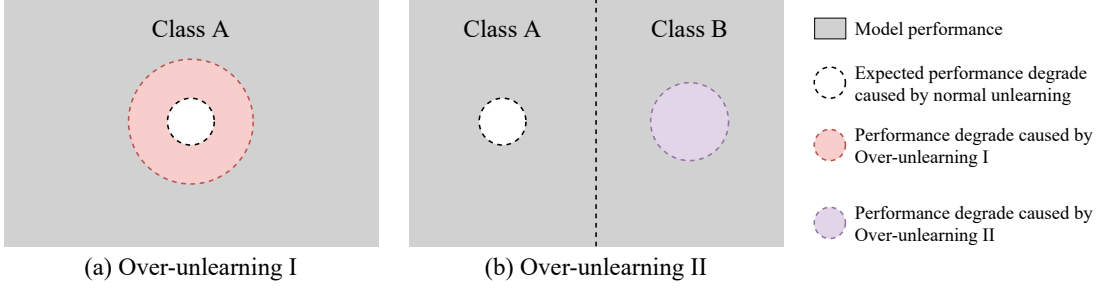 Class A
(a) Over-unlearning I
Class A
Class B
(b) Over-unlearning II
Model performance
Expected performance degrade
caused by normal unlearning
Performance degrade caused by
Over-unlearning I
Performance degrade caused by
Over-unlearning II